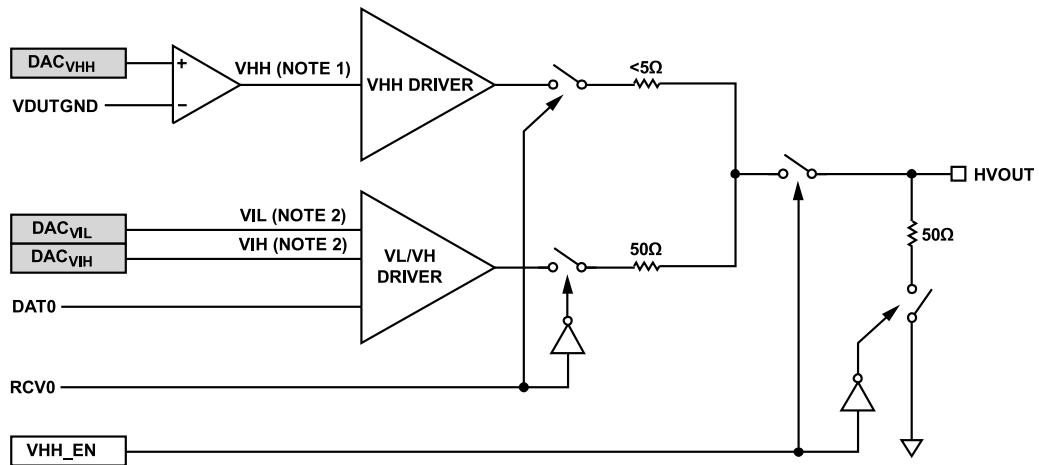 DACVHH
VDUTGND
+
−
VHH (NOTE 1)
VHH DRIVER
<5Ω
HVOUT
DACVIL
DACVIH
VIL (NOTE 2)
VIH (NOTE 2)
VL/VH
DRIVER
50Ω
50Ω
DAT0
RCV0
VHH_EN